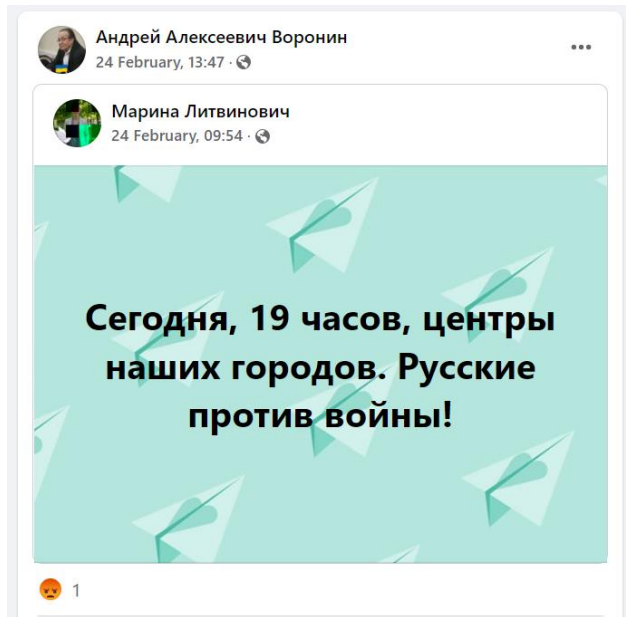 Андрей Алексеевич Воронин
24 February, 13:47 ·
Марина Литвинович
24 February, 09:54 ·
Сегодня, 19 часов, центры
наших городов. Русские
против войны!
1